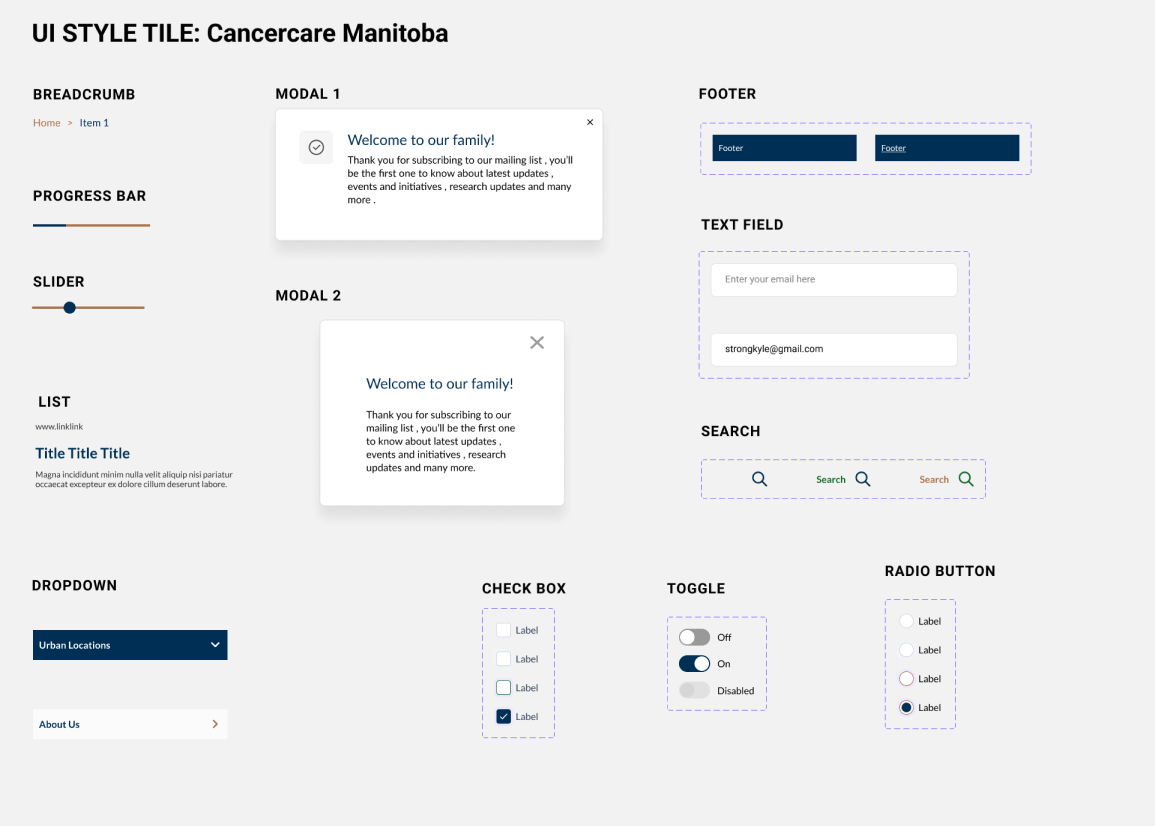 UI STYLE TILE: Cancercare Manitoba
BREADCRUMB
Home > Item 1
PROGRESS BAR
SLIDER
LIST
www.linklink
Title Title Title
Magna incididunt minim nulla velit aliquip nisi pariatur
occaecat excepteur ex dolore cillum deserunt labore.
MODAL 1
Welcome to our family!
Thank you for subscribing to our mailing list , you'll
be the first one to know about latest updates ,
events and initiatives , research updates and many
more .
MODAL 2
Welcome to our family!
Thank you for subscribing to our
mailing list , you'll be the first one
to know about latest updates ,
events and initiatives , research
updates and many more.
FOOTER
Footer
Footer
TEXT FIELD
Enter your email here
strongkyle@gmail.com
SEARCH
Search
Search
DROPDOWN
Urban Locations
About Us
CHECK BOX
Label
Label
Label
Label
TOGGLE
Off
On
Disabled
RADIO BUTTON
Label
Label
Label
Label